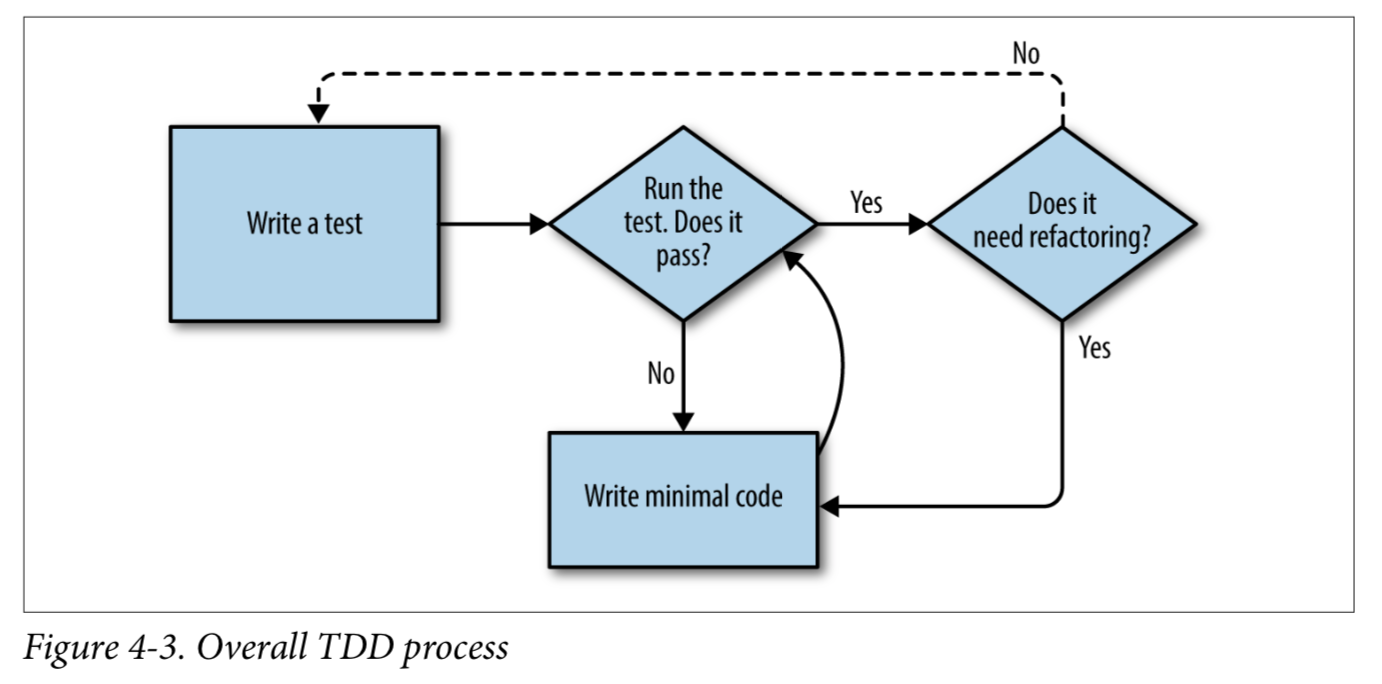 No
Write a test
Run the
test. Does it
pass?
Yes
Does it
need refactoring?
No
Yes
Write minimal code
Figure 4-3. Overall TDD process